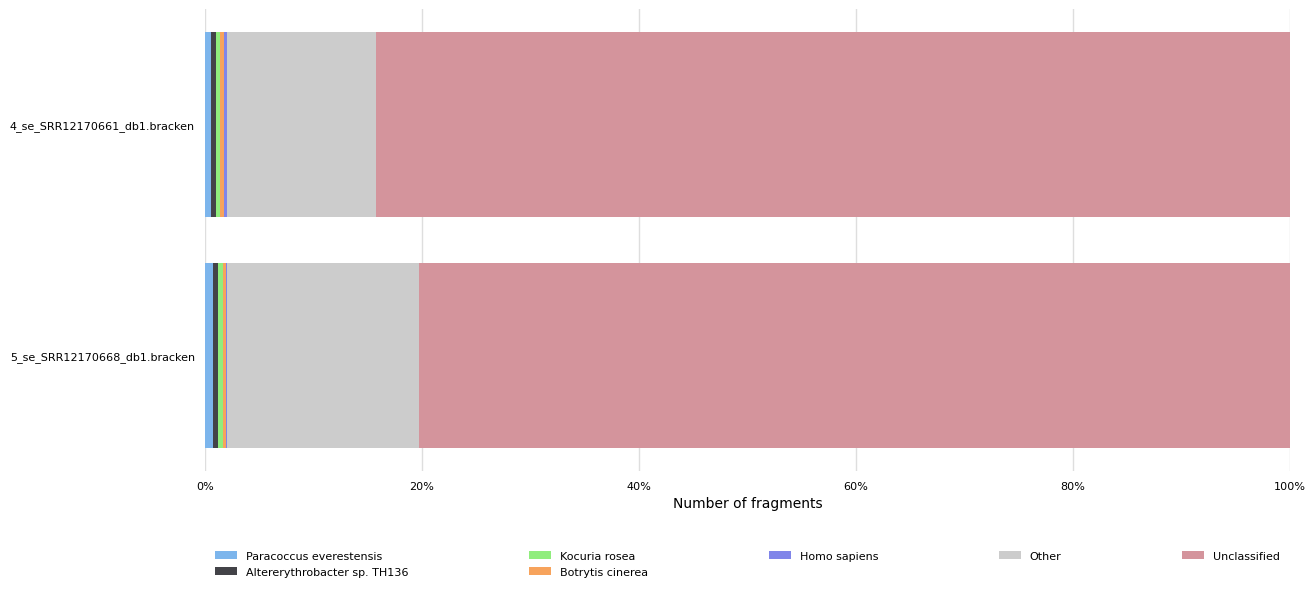 4_se_SRR12170661_db1.bracken
5_se_SRR12170668_db1.bracken
0% 20% 40% 60% 80% 100%
Number of fragments
Paracoccus everestensis Kocuria rosea Homo sapiens Other Unclassified
Altererythrobacter sp. TH136 Botrytis cinerea